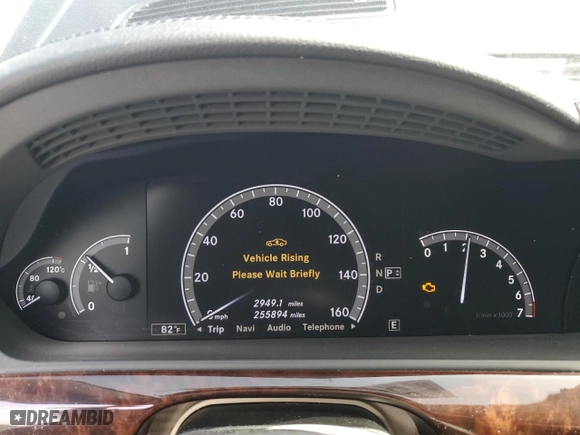 80 100 
60 120
40 Vehicle Rising
Please Wait Briefly
20 140
0 mph 2949.1 miles 160
255894 miles
Trip Navi Audio Telephone
120°C
80
40
1
1/2
0
82°F
R
N P
D
E
0 1 2 3 4 5 6 7
1/min x 1000
DREAMBID